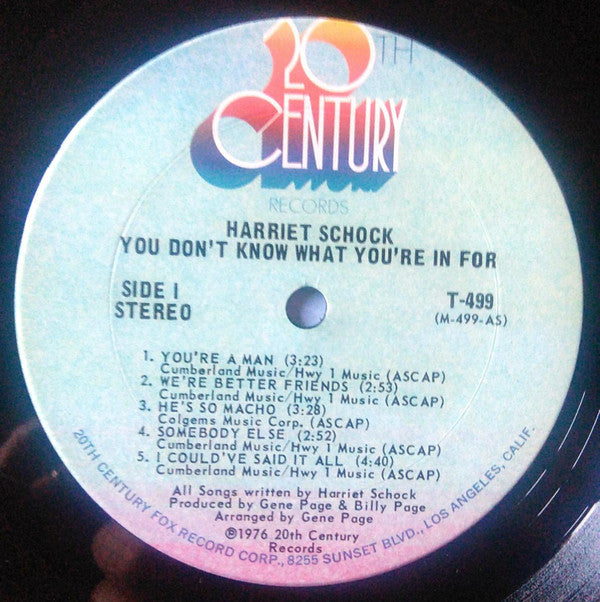 20TH
CENTURY
RECORDS
HARRIET SCHOCK
YOU DON'T KNOW WHAT YOU'RE IN FOR
SIDE I
STEREO
T-499
(M-499-AS)
1. YOU'RE A MAN (3:23)
Cumberland Music/Hwy 1 Music (ASCAP)
2. WE'RE BETTER FRIENDS (2:53)
Cumberland Music/Hwy 1 Music (ASCAP)
3. HE'S SO MACHO (3:28)
Colgems Music Corp. (ASCAP)
4. SOMEBODY ELSE (2:52)
Cumberland Music/Hwy 1 Music (ASCAP)
5. I COULD'VE SAID IT ALL (4:40)
Cumberland Music/Hwy 1 Music (ASCAP)
All Songs written by Harriet Schock
Produced by Gene Page & Billy Page
Arranged by Gene Page
℗1976 20th Century
Records
20TH CENTURY FOX RECORD CORP., 8255 SUNSET BLVD., LOS ANGELES, CALIF.